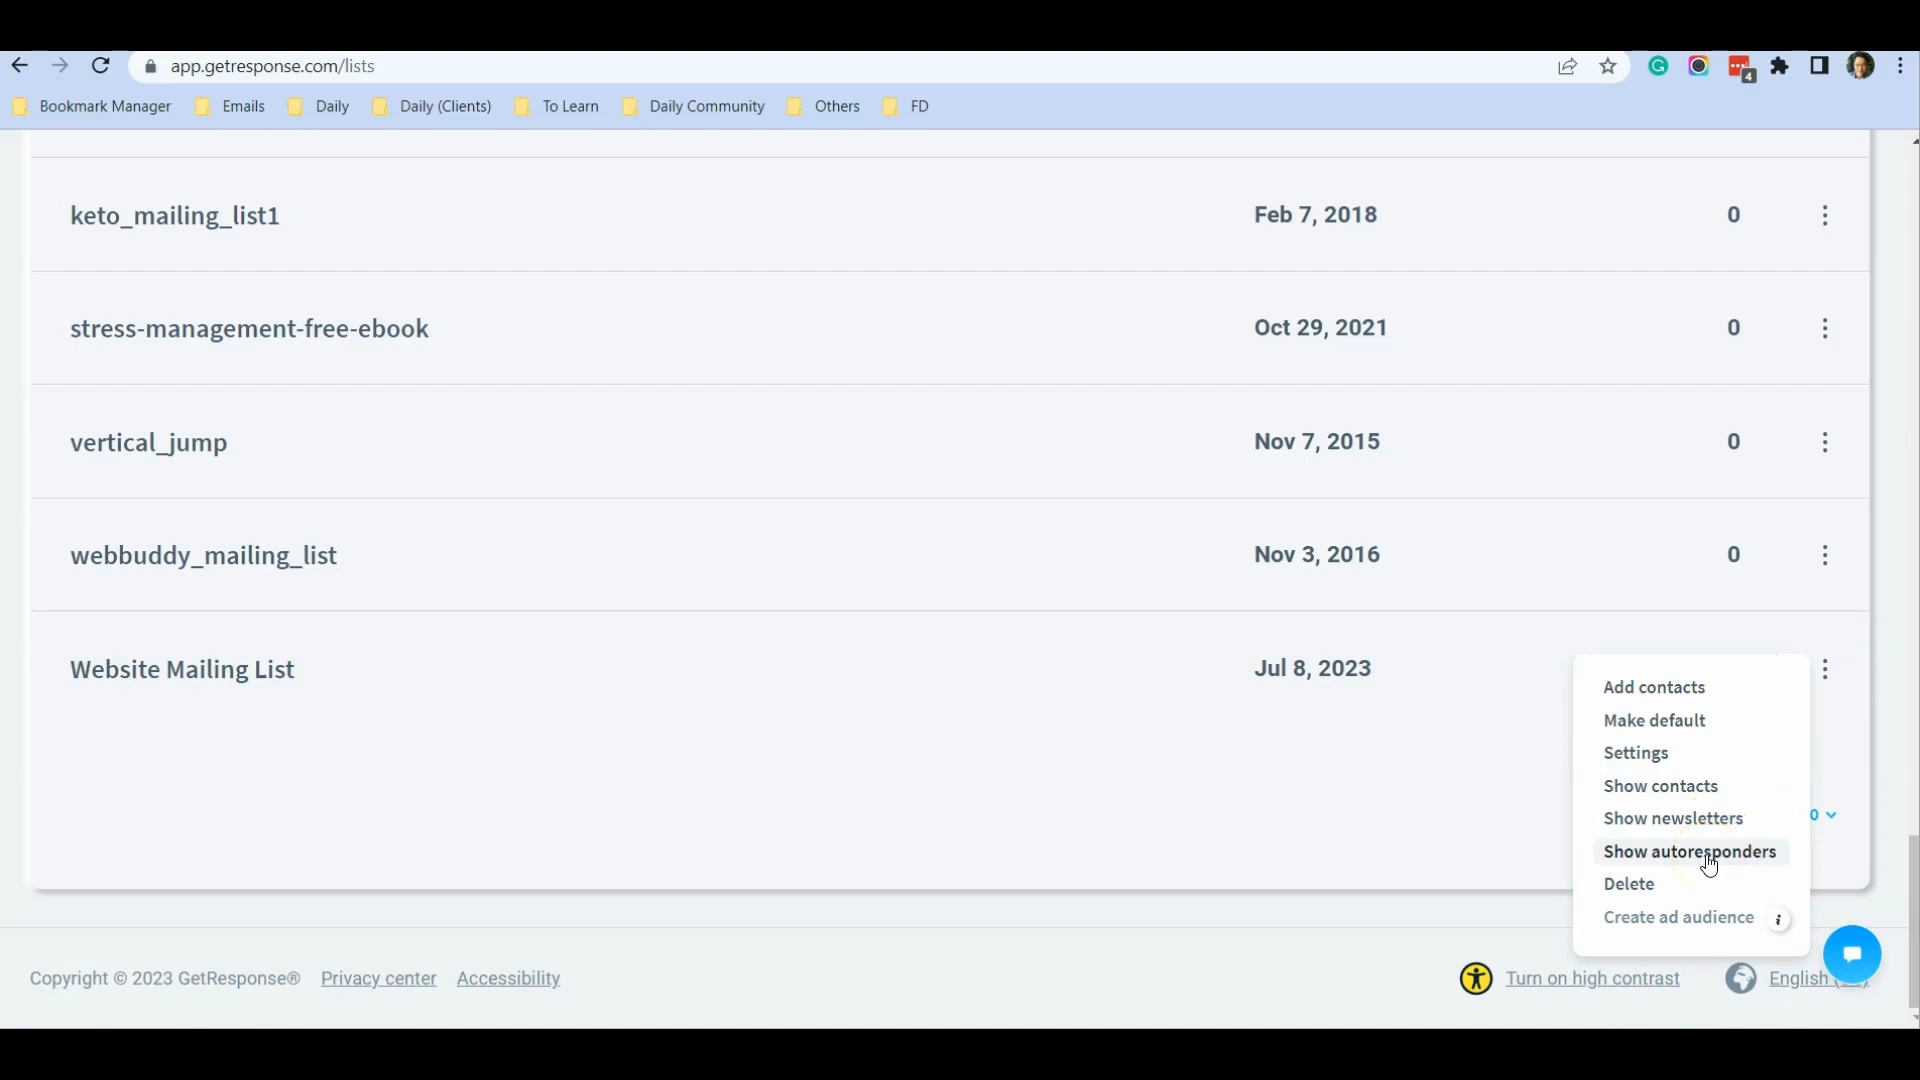 app.getresponse.com/lists
4
Bookmark Manager Emails Daily Daily (Clients) To Learn Daily Community Others FD
keto_mailing_list1 Feb 7, 2018 0
stress-management-free-ebook Oct 29, 2021 0
vertical_jump Nov 7, 2015 0
webbuddy_mailing_list Nov 3, 2016 0
Website Mailing List Jul 8, 2023
Add contacts
Make default
Settings
Show contacts
Show newsletters
0
Show autoresponders
Delete
Create ad audience i
Copyright © 2023 GetResponse® Privacy center Accessibility Turn on high contrast English